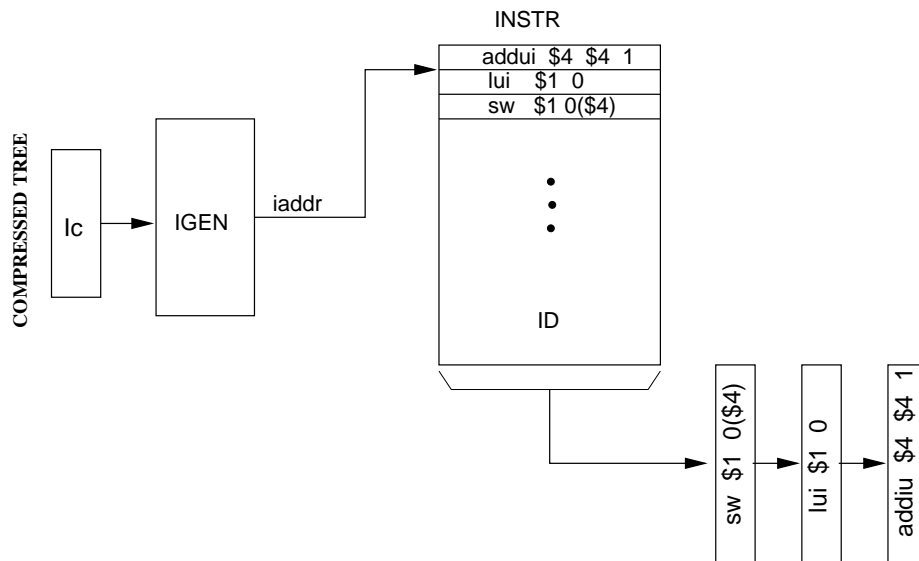 INSTR
addui $4 $4 1
lui $1 0
sw $1 0($4)
COMPRESSED TREE
Ic
IGEN
iaddr
ID
sw $1 0($4)
lui $1 0
addiu $4 $4 1